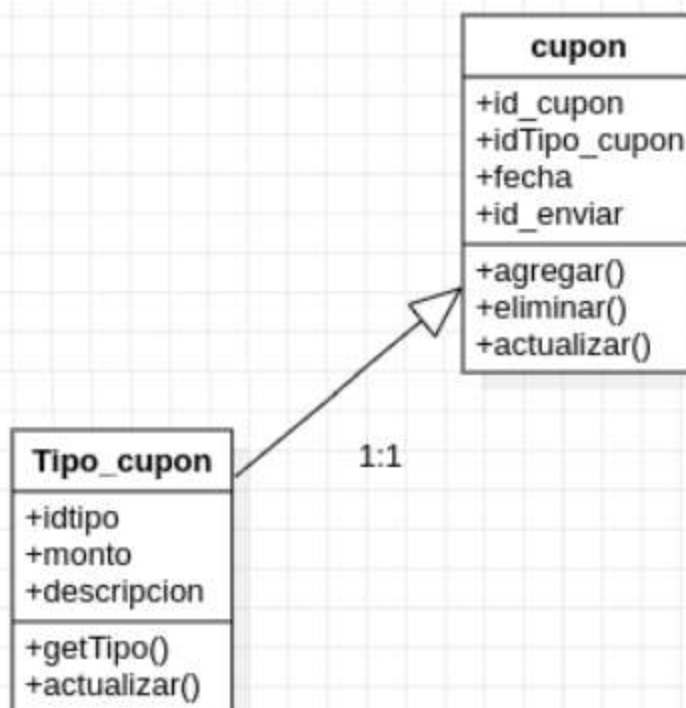 cupon
+id_cupon
+idTipo_cupon
+fecha
+id_enviar
+agregar()
+eliminar()
+actualizar()
1:1
Tipo_cupon
+idtipo
+monto
+descripcion
+getTipo()
+actualizar()